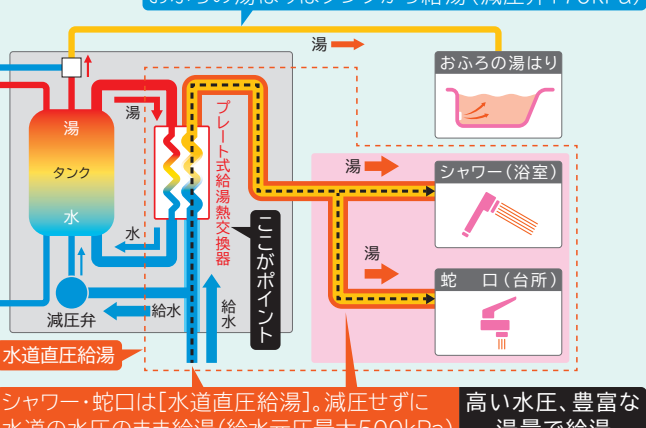 おふろの湯はりはタンクから給湯(減圧弁170kPa)
湯
おふろの湯はり
湯
湯
タンク
水
水
プレート式給湯熱交換器
ここがポイント
湯
シャワー(浴室)
湯
蛇 口(台所)
減圧弁
給水
給水
水道直圧給湯
シャワー・蛇口は[水道直圧給湯]。減圧せずに
水道の水圧のまま給湯(給水元圧最大500kPa)
高い水圧、豊富な
湯量で給湯